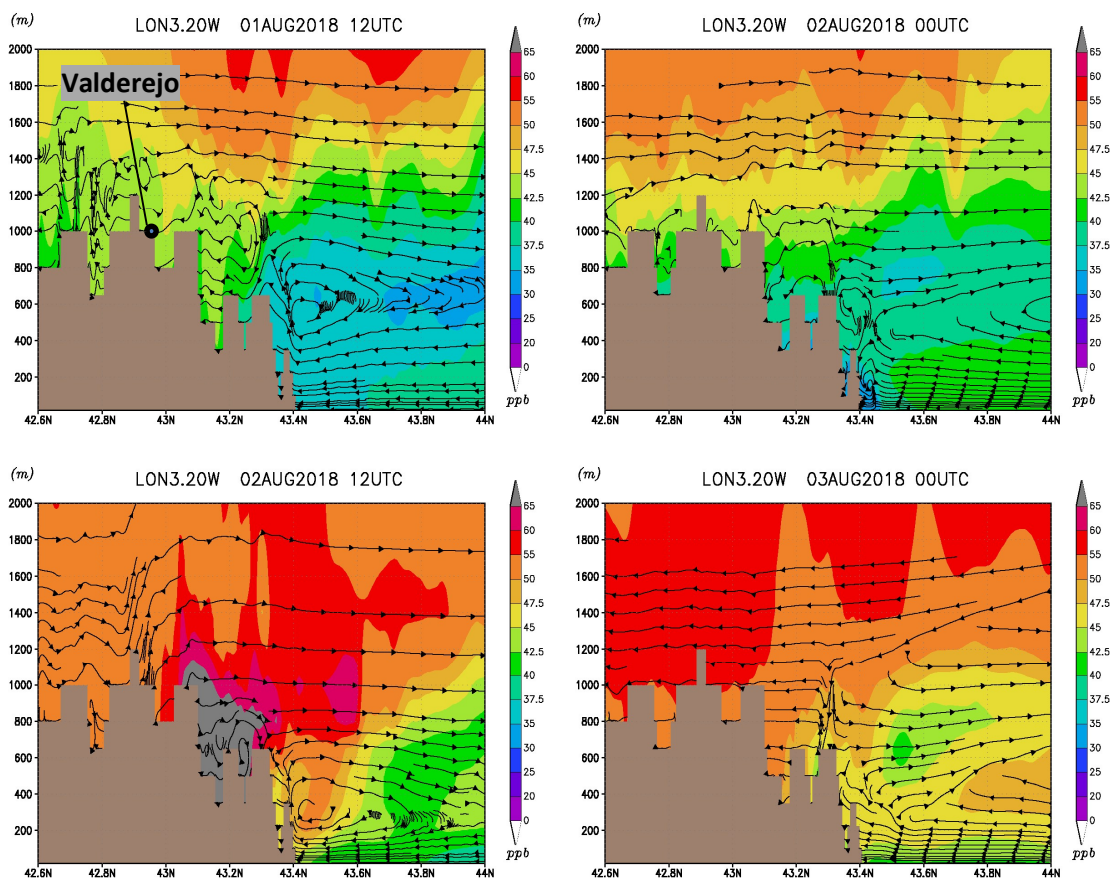 (m)
LON3.20W 01AUG2018 12UTC
2000
1800
1600
1400
1200
1000
800
600
400
200
42.6N
42.8N
43N
43.2N
43.4N
43.6N
43.8N
44N
Valderejo
65
60
55
50
47.5
45
42.5
40
37.5
35
30
25
20
0
ppb
(m)
LON3.20W 02AUG2018 00UTC
2000
1800
1600
1400
1200
1000
800
600
400
200
42.6N
42.8N
43N
43.2N
43.4N
43.6N
43.8N
44N
65
60
55
50
47.5
45
42.5
40
37.5
35
30
25
20
0
ppb
(m)
LON3.20W 02AUG2018 12UTC
2000
1800
1600
1400
1200
1000
800
600
400
200
42.6N
42.8N
43N
43.2N
43.4N
43.6N
43.8N
44N
65
60
55
50
47.5
45
42.5
40
37.5
35
30
25
20
0
ppb
(m)
LON3.20W 03AUG2018 00UTC
2000
1800
1600
1400
1200
1000
800
600
400
200
42.6N
42.8N
43N
43.2N
43.4N
43.6N
43.8N
44N
65
60
55
50
47.5
45
42.5
40
37.5
35
30
25
20
0
ppb